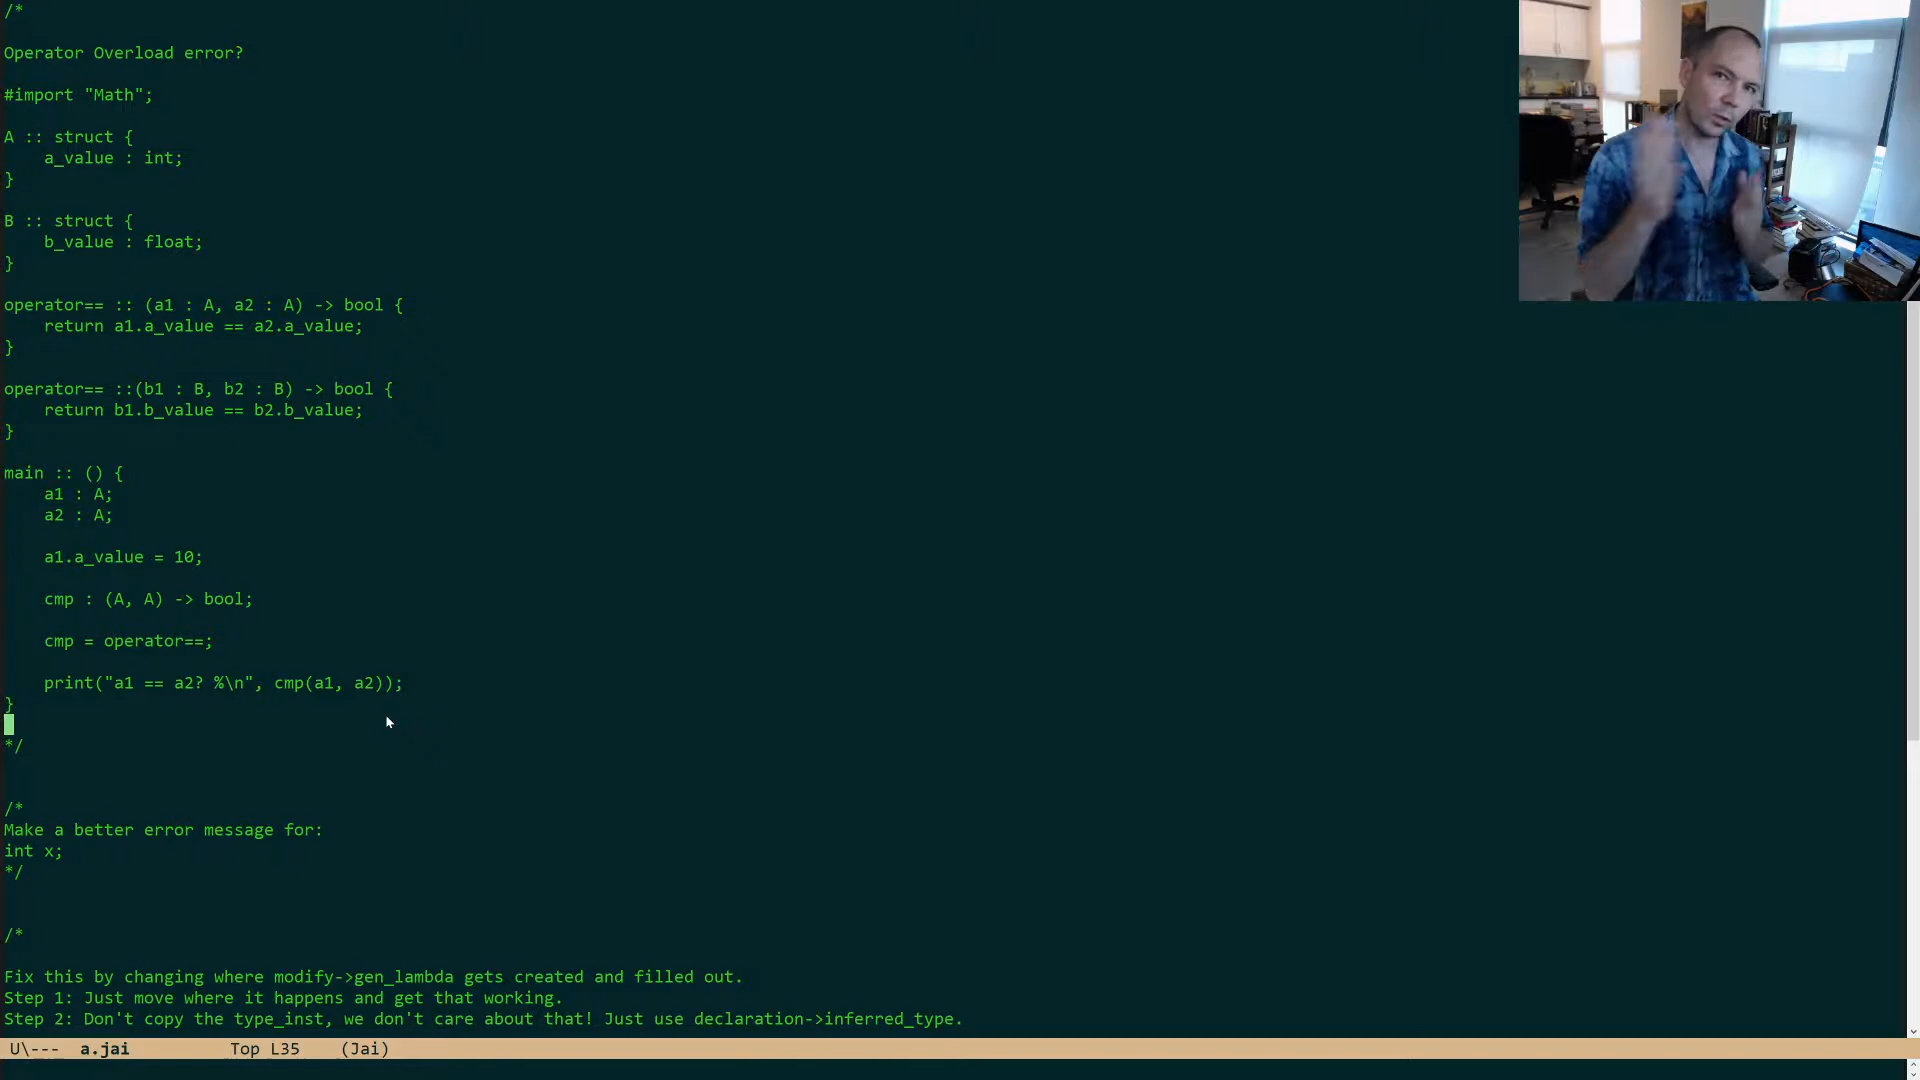 /*
Operator Overload error?
#import "Math";
A :: struct {
    a_value : int;
}
B :: struct {
    b_value : float;
}
operator== :: (a1 : A, a2 : A) -> bool {
    return a1.a_value == a2.a_value;
}
operator== ::(b1 : B, b2 : B) -> bool {
    return b1.b_value == b2.b_value;
}
main :: () {
    a1 : A;
    a2 : A;
    a1.a_value = 10;
    cmp : (A, A) -> bool;
    cmp = operator==;
    print("a1 == a2? %\n", cmp(a1, a2));
}
*/
/*
Make a better error message for:
int x;
*/
/*
Fix this by changing where modify->gen_lambda gets created and filled out.
Step 1: Just move where it happens and get that working.
Step 2: Don't copy the type_inst, we don't care about that! Just use declaration->inferred_type.
U\--- a.jai Top L35 (Jai)